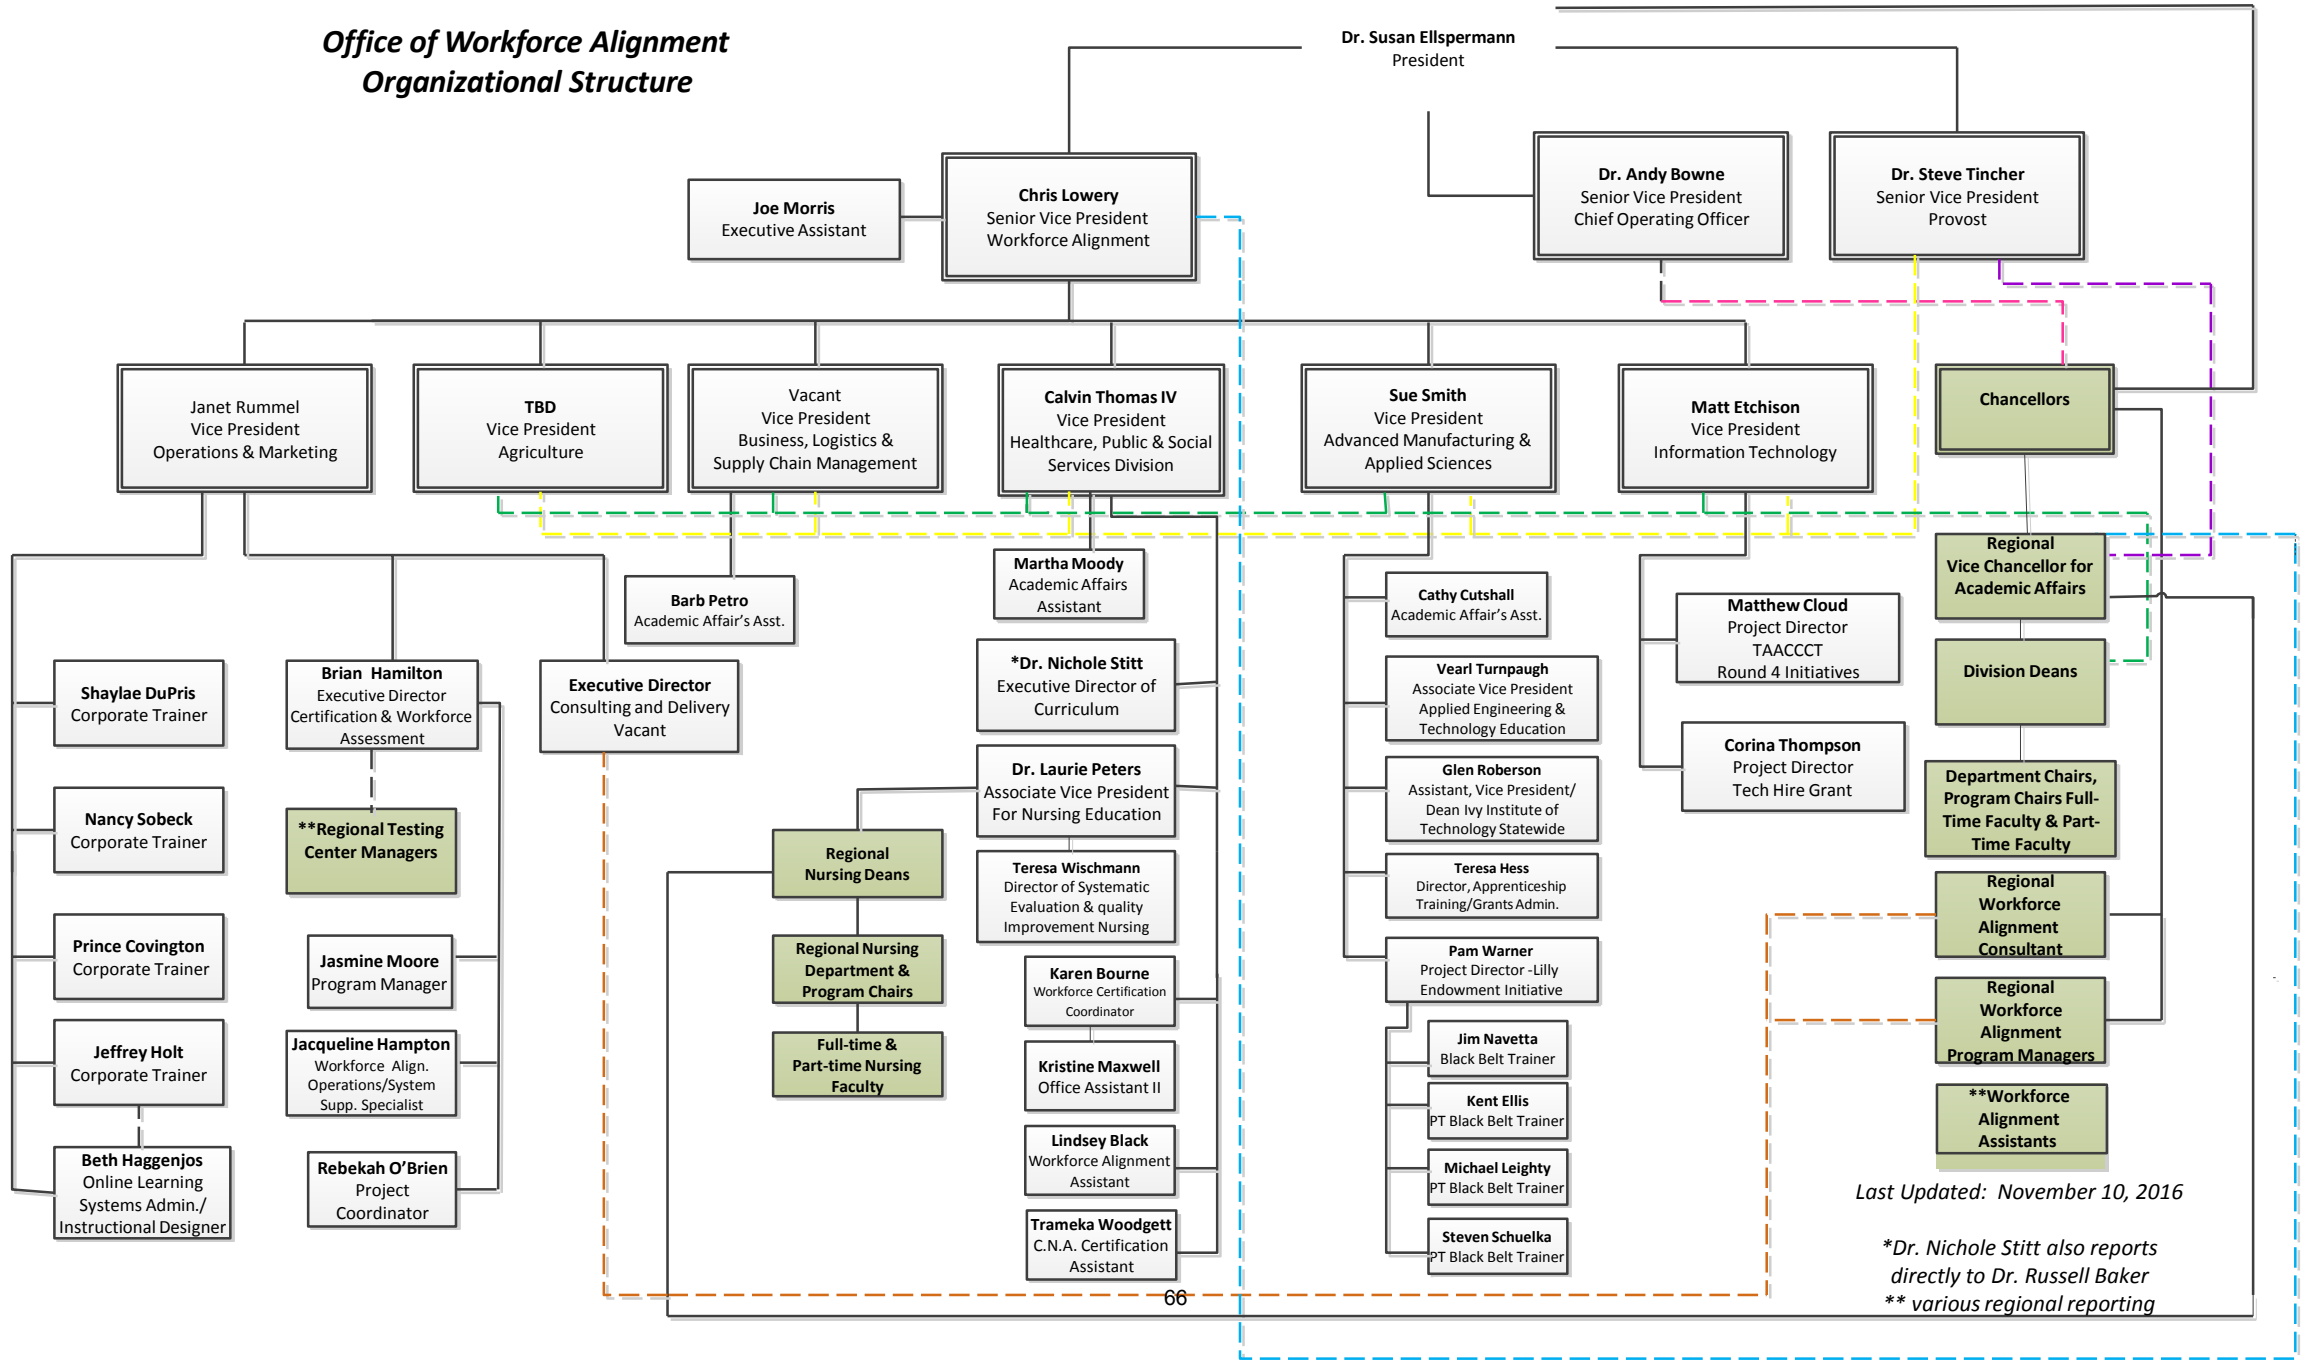 Office of Workforce Alignment
Organizational Structure
Dr. Susan Ellspermann
President
Joe Morris
Executive Assistant
Chris Lowery
Senior Vice President
Workforce Alignment
Dr. Andy Bowne
Senior Vice President
Chief Operating Officer
Dr. Steve Tincher
Senior Vice President
Provost
Janet Rummel
Vice President
Operations & Marketing
TBD
Vice President
Agriculture
Vacant
Vice President
Business, Logistics &
Supply Chain Management
Calvin Thomas IV
Vice President
Healthcare, Public & Social
Services Division
Sue Smith
Vice President
Advanced Manufacturing &
Applied Sciences
Matt Etchison
Vice President
Information Technology
Chancellors
Shaylae DuPris
Corporate Trainer
Nancy Sobeck
Corporate Trainer
Prince Covington
Corporate Trainer
Jeffrey Holt
Corporate Trainer
Beth Haggenjos
Online Learning
Systems Admin./
Instructional Designer
Brian  Hamilton
Executive Director
Certification & Workforce
Assessment
**Regional Testing
Center Managers
Jasmine Moore
Program Manager
Jacqueline Hampton
Workforce  Align.
Operations/System
Supp. Specialist
Rebekah O’Brien
Project
Coordinator
Executive Director
Consulting and Delivery
Vacant
Barb Petro
Academic Affair’s Asst.
Martha Moody
Academic Affairs
Assistant
*Dr. Nichole Stitt
Executive Director of
Curriculum
Dr. Laurie Peters
Associate Vice President
For Nursing Education
Regional
Nursing Deans
Regional Nursing
Department &
Program Chairs
Full-time &
Part-time Nursing
Faculty
Teresa Wischmann
Director of Systematic
Evaluation & quality
Improvement Nursing
Karen Bourne
Workforce Certification
Coordinator
Kristine Maxwell
Office Assistant II
Lindsey Black
Workforce Alignment
Assistant
Trameka Woodgett
C.N.A. Certification
Assistant
Cathy Cutshall
Academic Affair’s Asst.
Vearl Turnpaugh
Associate Vice President
Applied Engineering &
Technology Education
Glen Roberson
Assistant, Vice President/
Dean Ivy Institute of
Technology Statewide
Teresa Hess
Director, Apprenticeship
Training/Grants Admin.
Pam Warner
Project Director -Lilly
Endowment Initiative
Jim Navetta
Black Belt Trainer
Kent Ellis
PT Black Belt Trainer
Michael Leighty
PT Black Belt Trainer
Steven Schuelka
PT Black Belt Trainer
Matthew Cloud
Project Director
TAACCCT
Round 4 Initiatives
Corina Thompson
Project Director
Tech Hire Grant
Regional
Vice Chancellor for
Academic Affairs
Division Deans
Department Chairs,
Program Chairs Full-
Time Faculty & Part-
Time Faculty
Regional
Workforce
Alignment
Consultant
Regional
Workforce
Alignment
Program Managers
**Workforce
Alignment
Assistants
Last Updated:  November 10, 2016
*Dr. Nichole Stitt also reports
directly to Dr. Russell Baker
** various regional reporting
66